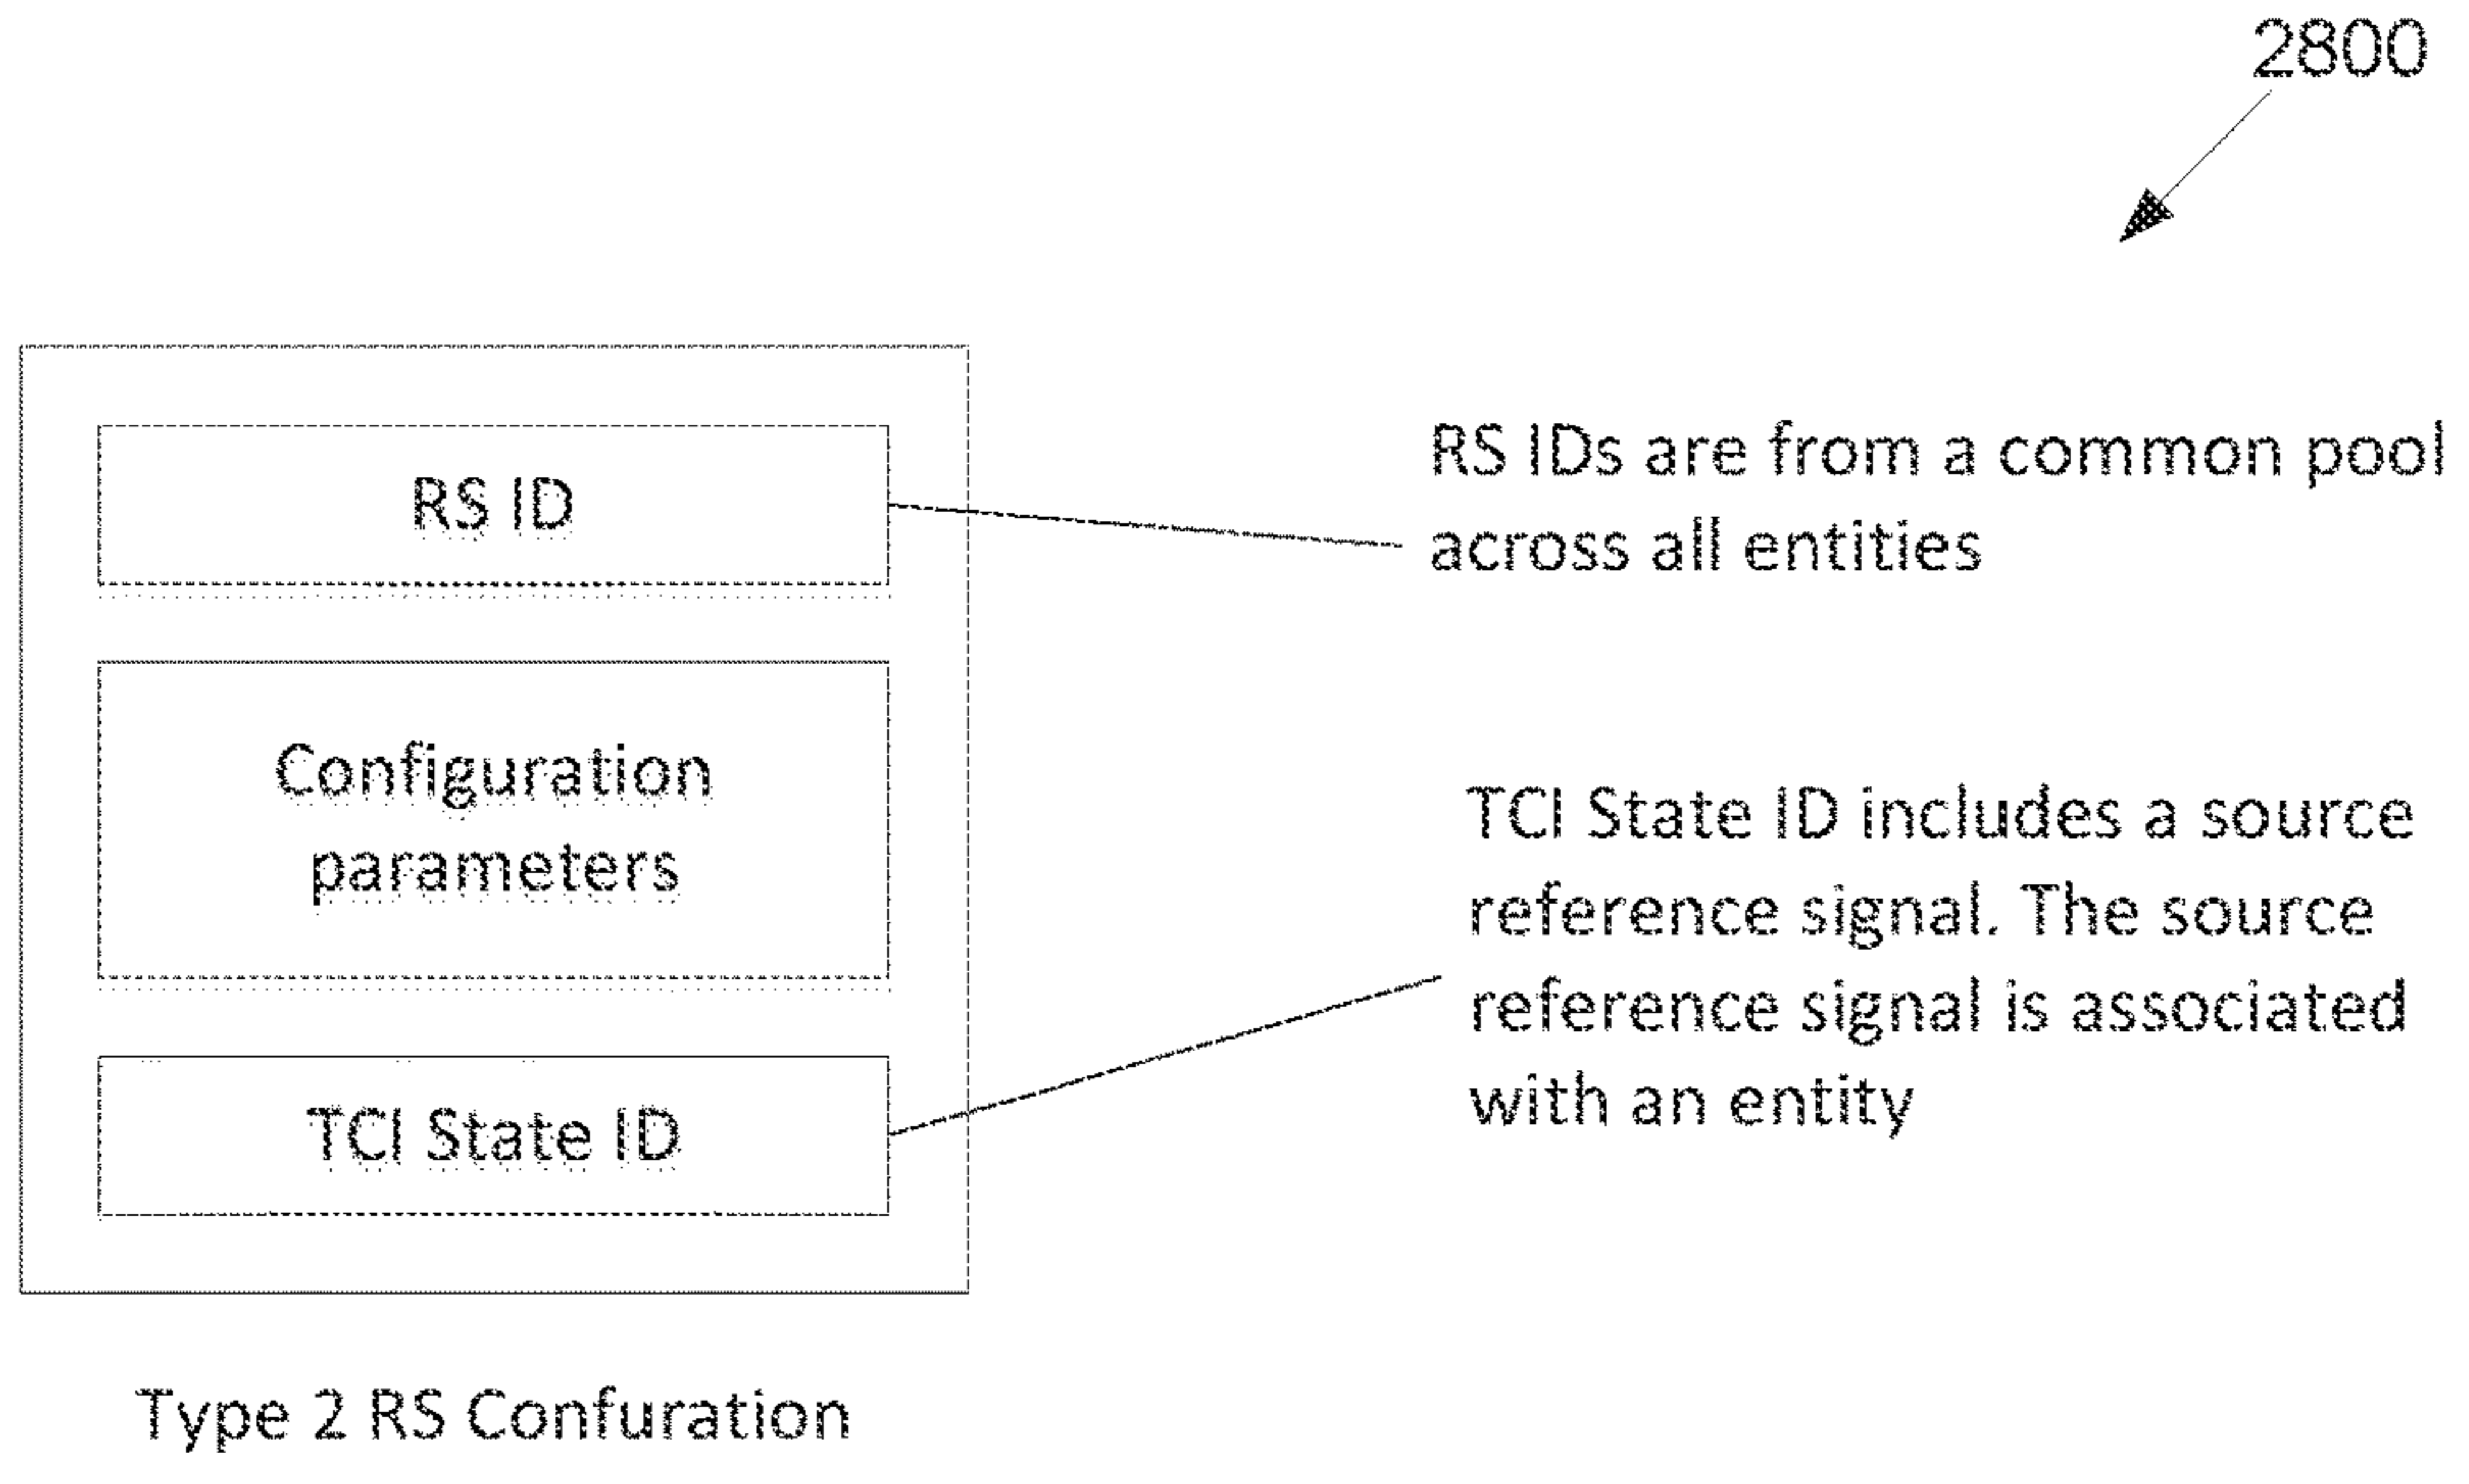 2800
RS ID
RS IDs are from a common pool
across all entities
Configuration
parameters
TCI State ID includes a source
reference signal. The source
reference signal is associated
with an entity
TCI State ID
Type 2 RS Confuration